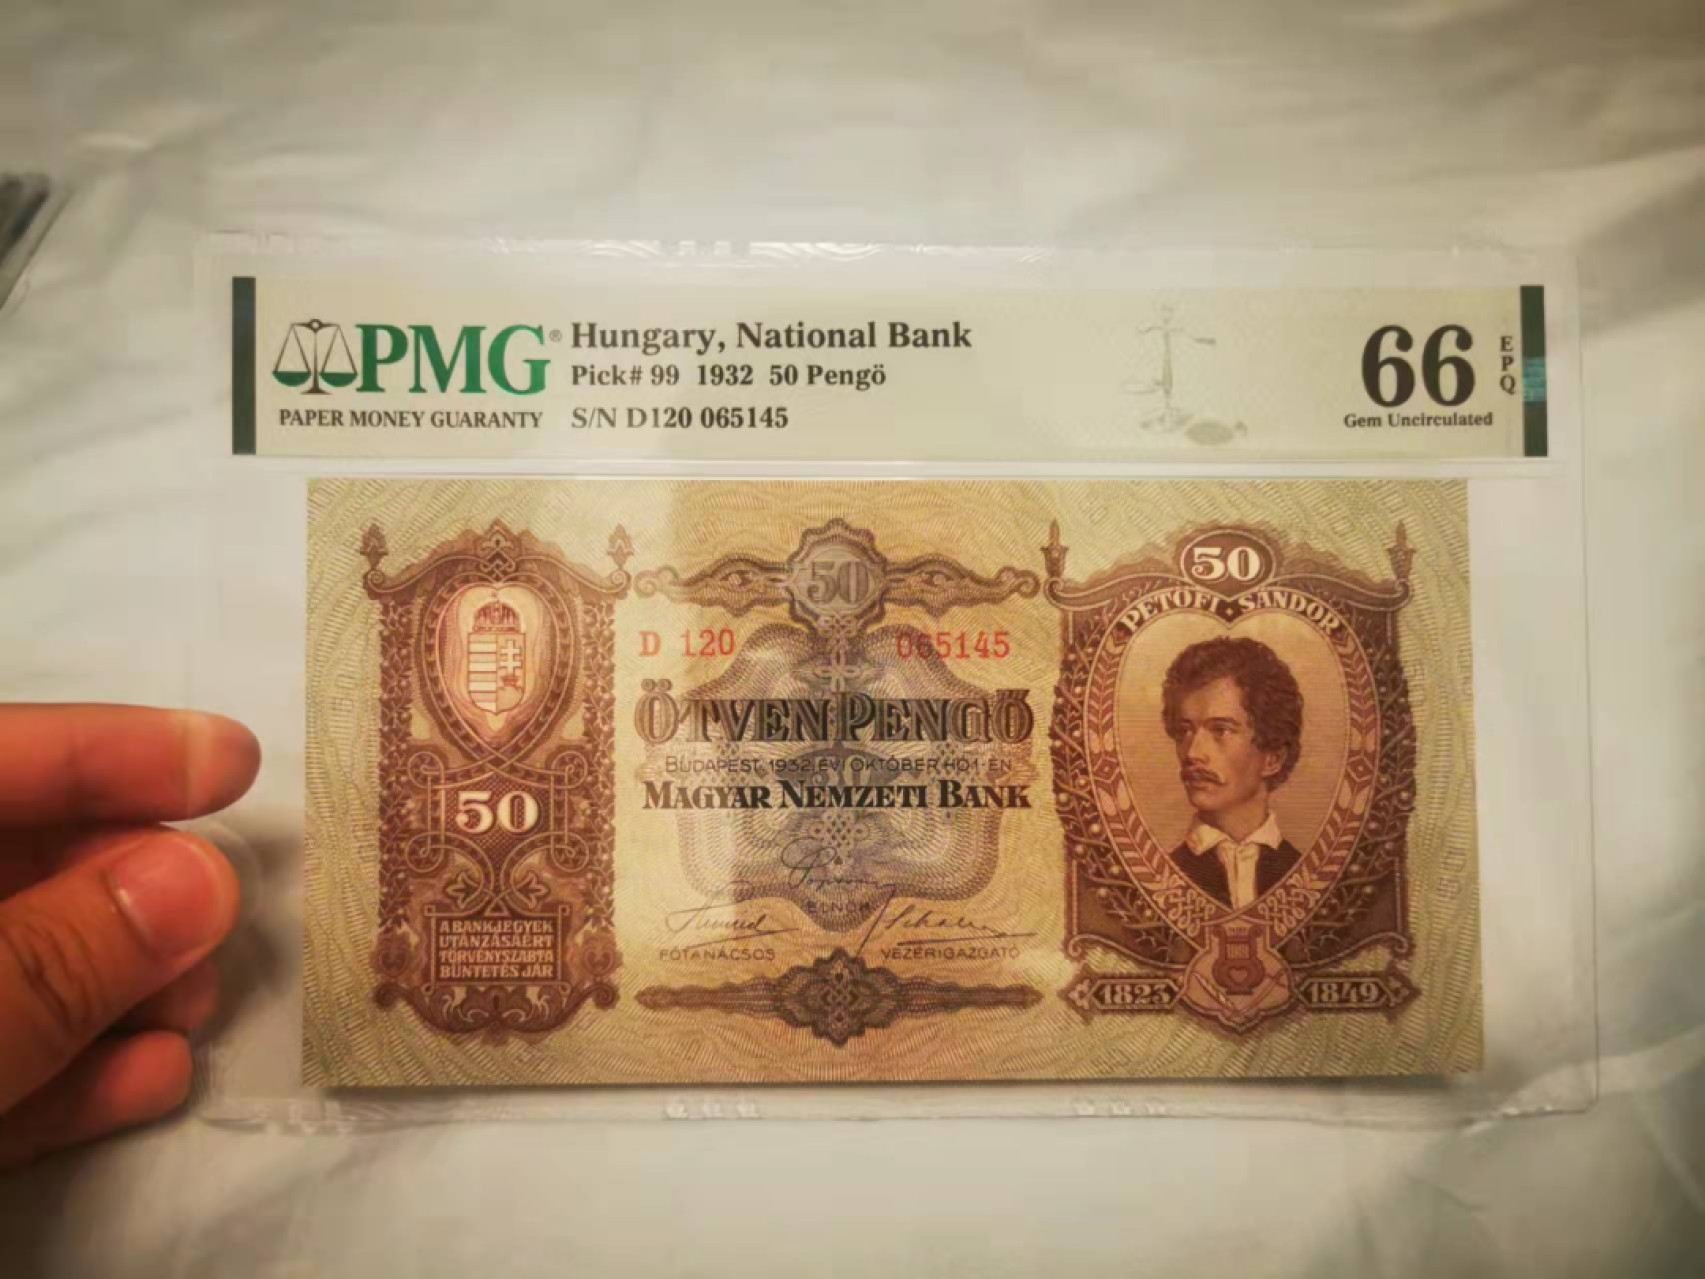 PMG®
PAPER MONEY GUARANTY
Hungary, National Bank
Pick# 99 1932 50 Pengö
S/N D120 065145
66
EPQ
Gem Uncirculated
50
50
PETŐFI · SÁNDOR
D 120
065145
ÖTVEN PENGŐ
BUDAPEST, 1932. ÉVI OKTÓBER HÓ 1-ÉN
MAGYAR NEMZETI BANK
50
ELNÖK
FŐTANÁCSOS
VEZÉRIGAZGATÓ
A BANKJEGYEK
UTÁNZÁSÁÉRT
TÖRVÉNYSZABTA
BÜNTETÉS JÁR
1823
1849